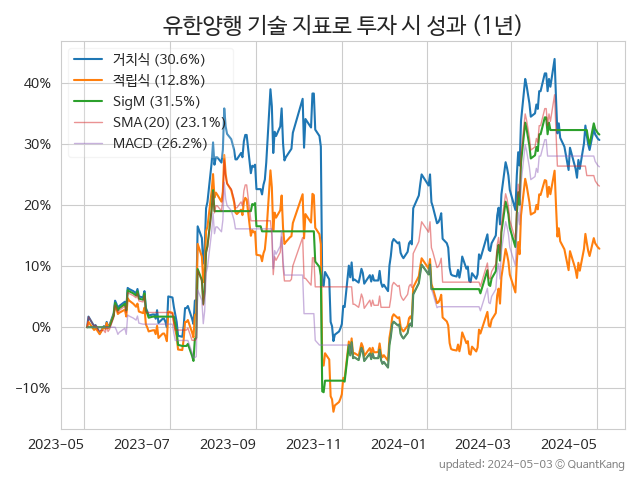 유한양행 기술 지표로 투자 시 성과 (1년)
거치식 (30.6%)
적립식 (12.8%)
SigM (31.5%)
SMA(20) (23.1%)
MACD (26.2%)
40%
30%
20%
10%
0%
−10%
2023-05 2023-07 2023-09 2023-11 2024-01 2024-03 2024-05
updated: 2024-05-03 ⓒ QuantKang